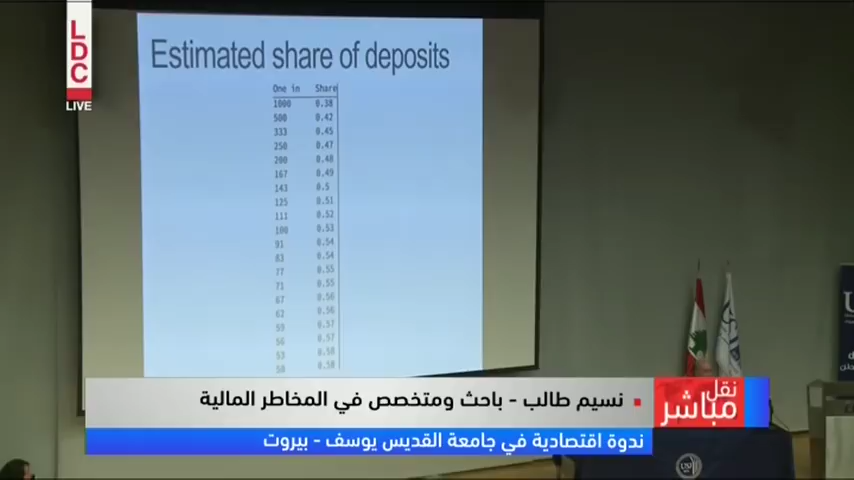 LDC
LIVE
Estimated share of deposits
One in Share
1000 0.38
500 0.42
333 0.45
250 0.47
200 0.48
167 0.49
143 0.5
125 0.51
111 0.52
100 0.53
91 0.54
83 0.54
77 0.55
71 0.55
67 0.56
62 0.56
59 0.57
56 0.57
53 0.58
50 0.58
نقل مباشر
نسيم طالب - باحث ومتخصص في المخاطر المالية
ندوة اقتصادية في جامعة القديس يوسف - بيروت